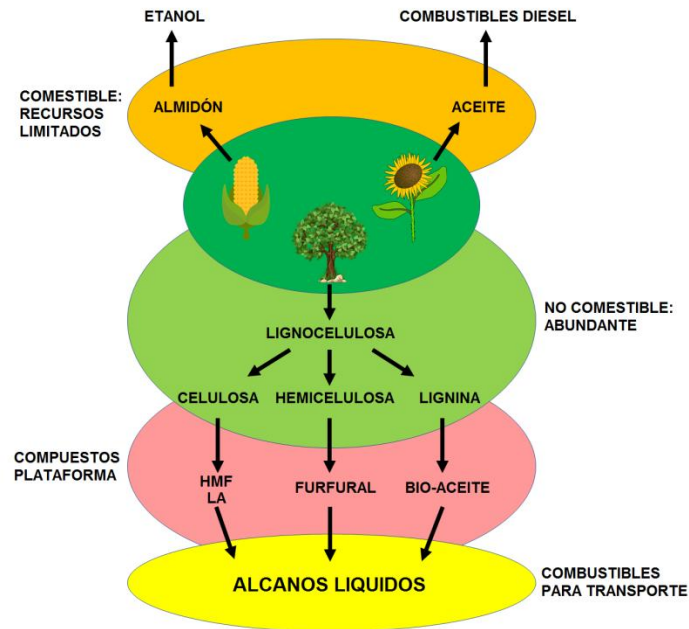 ETANOL
COMBUSTIBLES DIESEL
COMESTIBLE:
RECURSOS
LIMITADOS
ALMIDÓN
ACEITE
NO COMESTIBLE:
ABUNDANTE
LIGNOCELULOSA
CELULOSA
HEMICELULOSA
LIGNINA
COMPUESTOS
PLATAFORMA
HMF
LA
FURFURAL
BIO-ACEITE
ALCANOS LIQUIDOS
COMBUSTIBLES
PARA TRANSPORTE